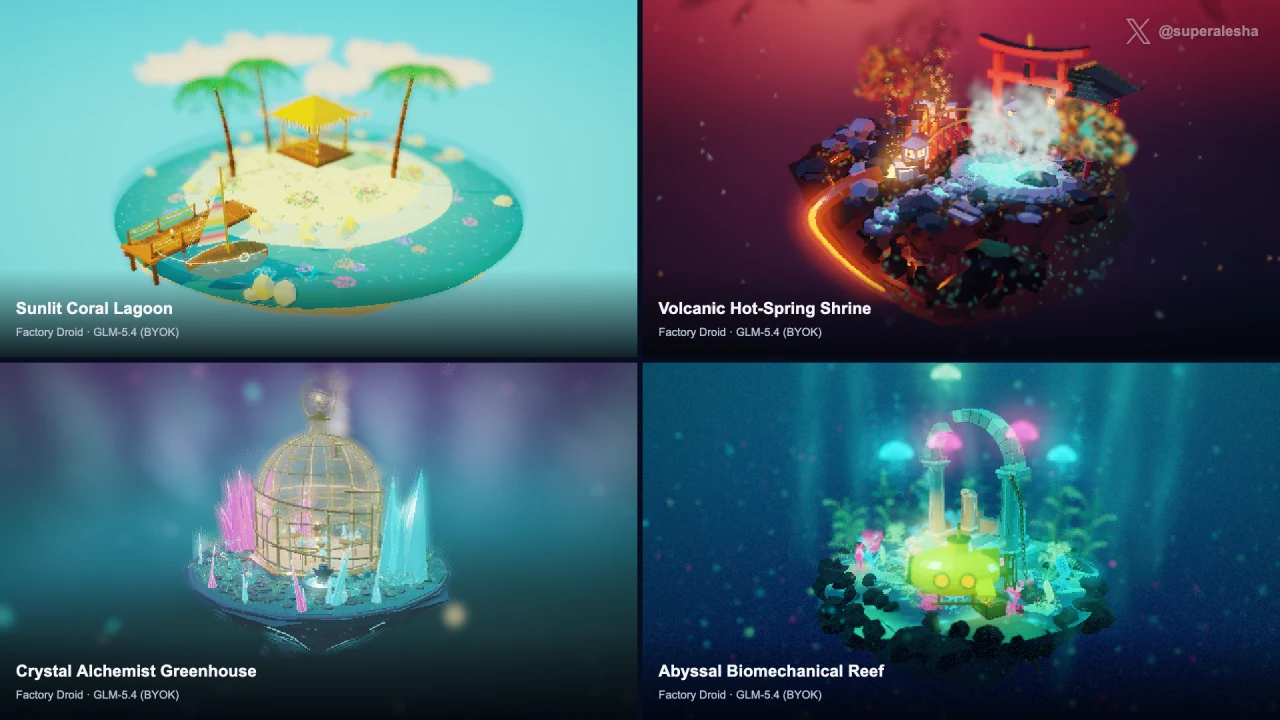 @superalesha
Sunlit Coral Lagoon
Factory Droid · GLM-5.4 (BYOK)
Volcanic Hot-Spring Shrine
Factory Droid · GLM-5.4 (BYOK)
Crystal Alchemist Greenhouse
Factory Droid · GLM-5.4 (BYOK)
Abyssal Biomechanical Reef
Factory Droid · GLM-5.4 (BYOK)